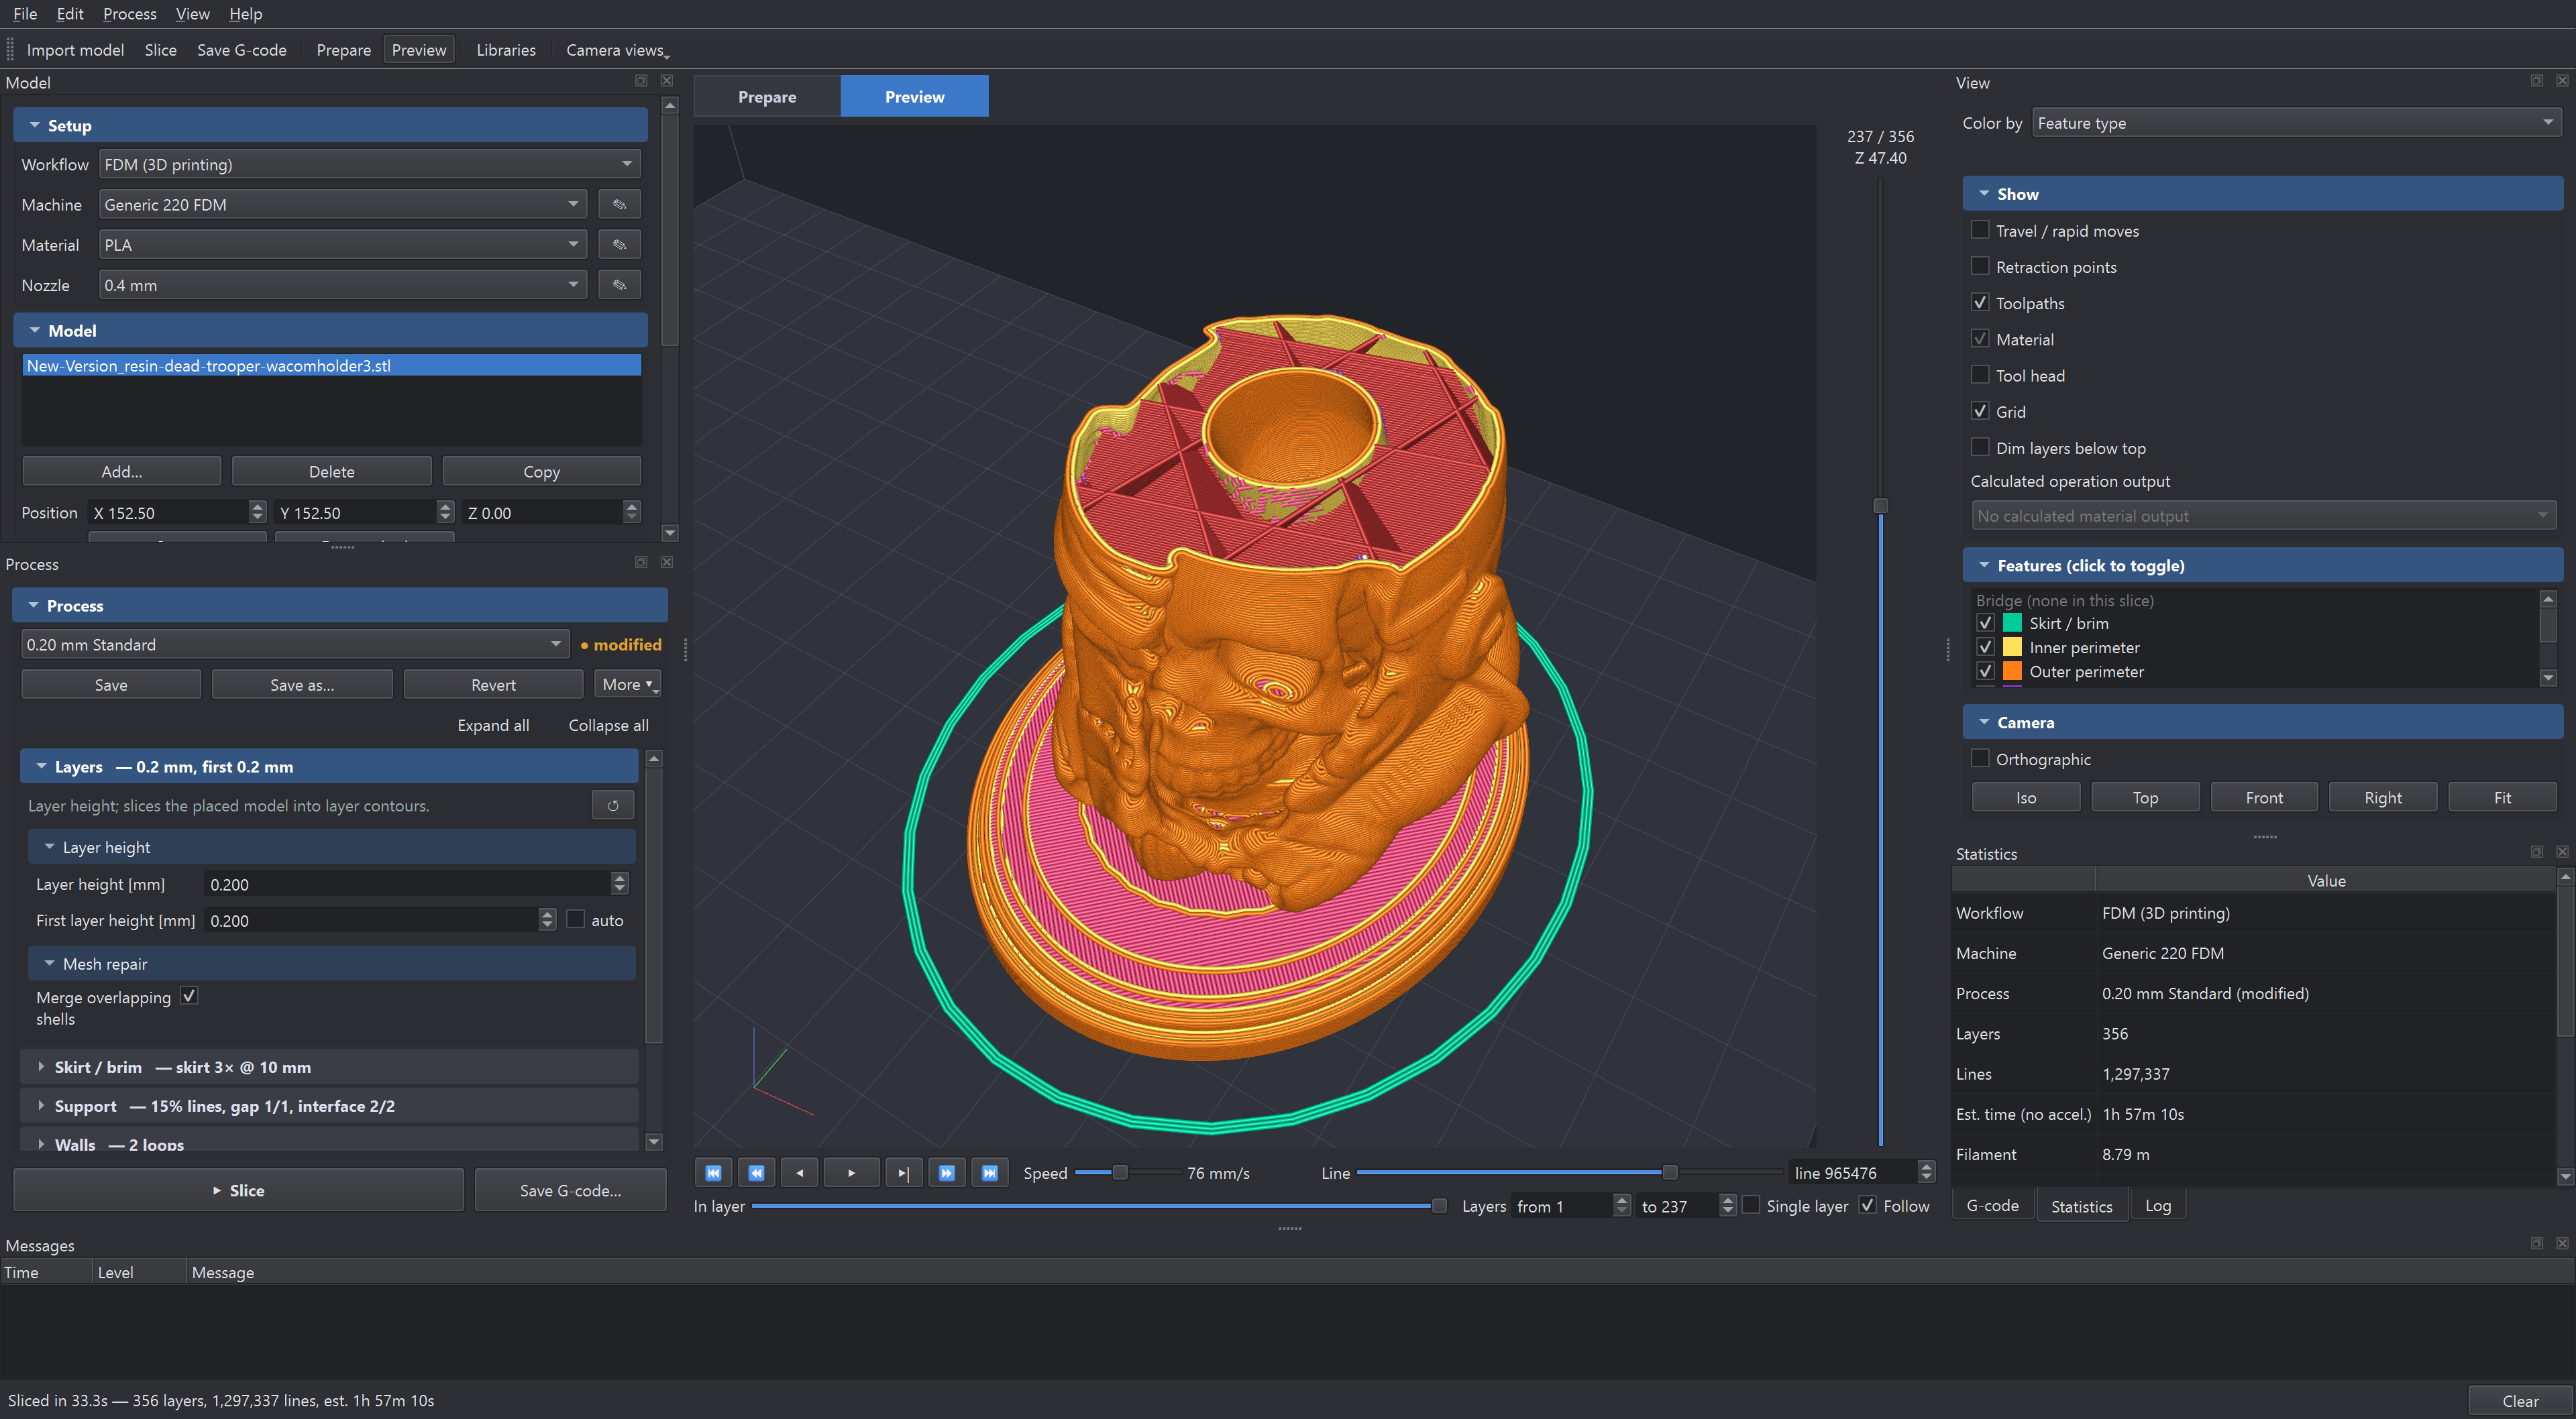 File Edit Process View Help
Import model Slice Save G-code Prepare Preview Libraries Camera views
Model
Setup
Workflow FDM (3D printing)
Machine Generic 220 FDM
Material PLA
Nozzle 0.4 mm
Model
New-Version_resin-dead-trooper-wacomholder3.stl
Add... Delete Copy
Position X 152.50 Y 152.50 Z 0.00
Process
Process
0.20 mm Standard ● modified
Save Save as... Revert More
Expand all Collapse all
Layers — 0.2 mm, first 0.2 mm
Layer height; slices the placed model into layer contours.
Layer height
Layer height [mm] 0.200
First layer height [mm] 0.200 auto
Mesh repair
Merge overlapping
shells
Skirt / brim — skirt 3× @ 10 mm
Support — 15% lines, gap 1/1, interface 2/2
Walls — 2 loops
Slice Save G-code...
Prepare Preview
237 / 356
Z 47.40
Speed 76 mm/s Line line 965476
In layer Layers from 1 to 237 Single layer Follow
View
Color by Feature type
Show
Travel / rapid moves
Retraction points
Toolpaths
Material
Tool head
Grid
Dim layers below top
Calculated operation output
No calculated material output
Features (click to toggle)
Bridge (none in this slice)
Skirt / brim
Inner perimeter
Outer perimeter
Camera
Orthographic
Iso Top Front Right Fit
Statistics
Value
Workflow FDM (3D printing)
Machine Generic 220 FDM
Process 0.20 mm Standard (modified)
Layers 356
Lines 1,297,337
Est. time (no accel.) 1h 57m 10s
Filament 8.79 m
G-code Statistics Log
Messages
Time Level Message
Sliced in 33.3s — 356 layers, 1,297,337 lines, est. 1h 57m 10s
Clear